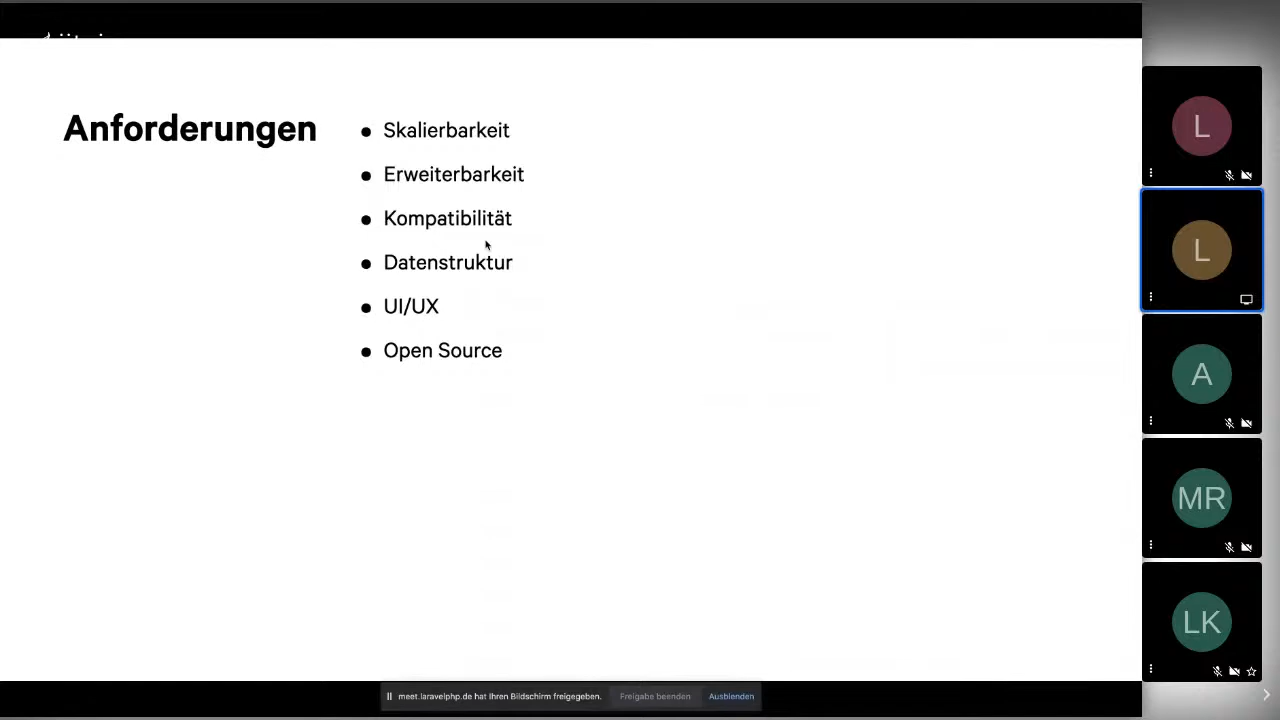 Anforderungen
Skalierbarkeit
Erweiterbarkeit
Kompatibilität
Datenstruktur
UI/UX
Open Source
L
L
A
MR
LK
meet.laravelphp.de hat Ihren Bildschirm freigegeben.
Freigabe beenden
Ausblenden